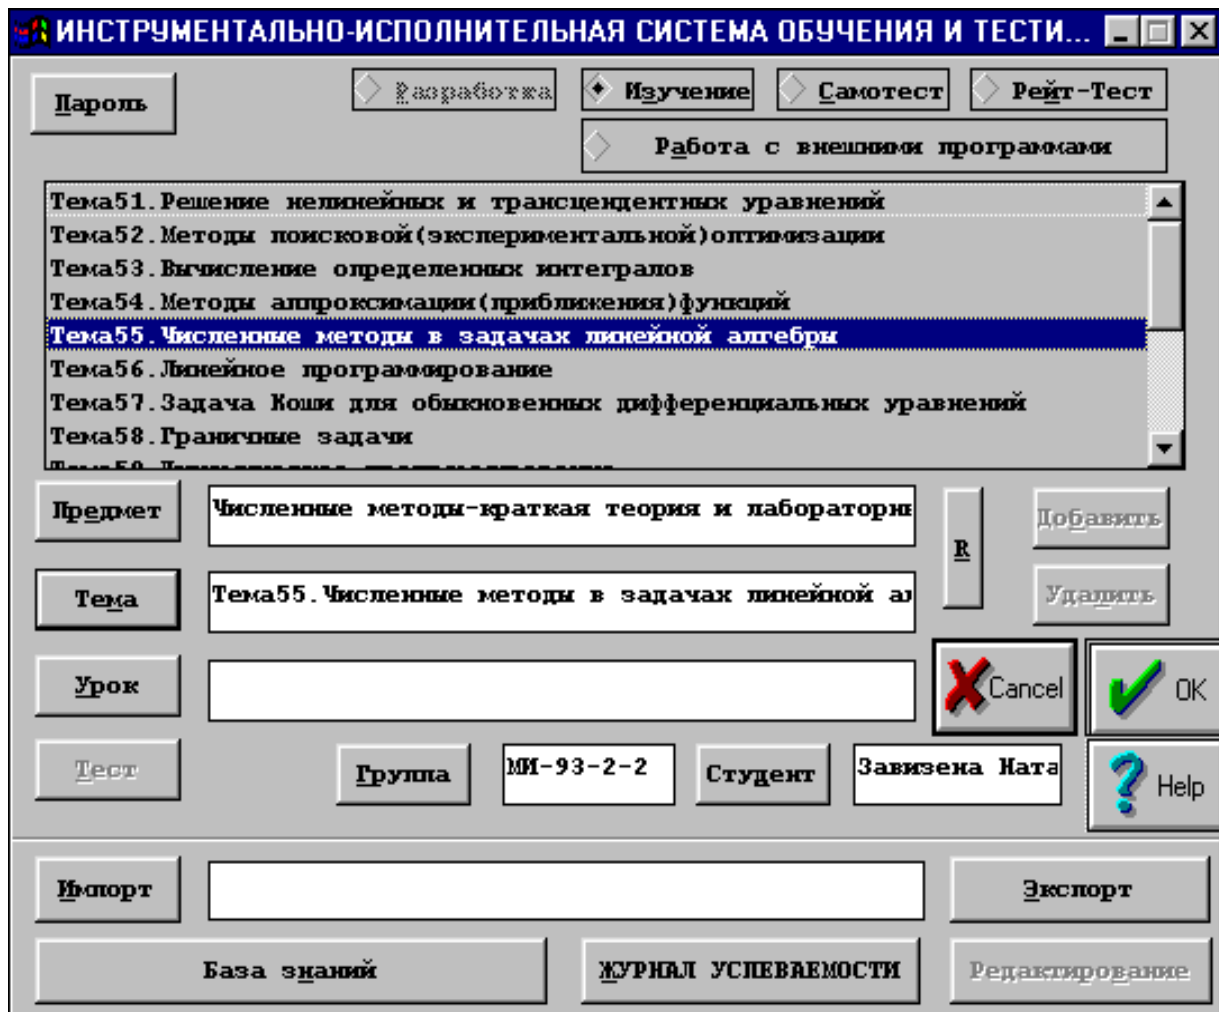 ИНСТРУМЕНТАЛЬНО-ИСПОЛНИТЕЛЬНАЯ СИСТЕМА ОБУЧЕНИЯ И ТЕСТИ...
Пароль
Разработка
Изучение
Самотест
Рейт-Тест
Работа с внешними программами
Тема51.Решение нелинейных и трансцендентных уравнений
Тема52.Методы поисковой(экспериментальной)оптимизации
Тема53.Вычисление определенных интегралов
Тема54.Методы аппроксимации(приближения)функций
Тема55.Численные методы в задачах линейной алгебры
Тема56.Линейное программирование
Тема57.Задача Коши для обыкновенных дифференциальных уравнений
Тема58.Граничные задачи
Предмет
Численные методы-краткая теория и лабораторн
R
Добавить
Тема
Тема55.Численные методы в задачах линейной ал
Удалить
Урок
Cancel
OK
Тест
Группа
МИ-93-2-2
Студент
Завизена Ната
Help
Импорт
Экспорт
База знаний
ЖУРНАЛ УСПЕВАЕМОСТИ
Редактирование